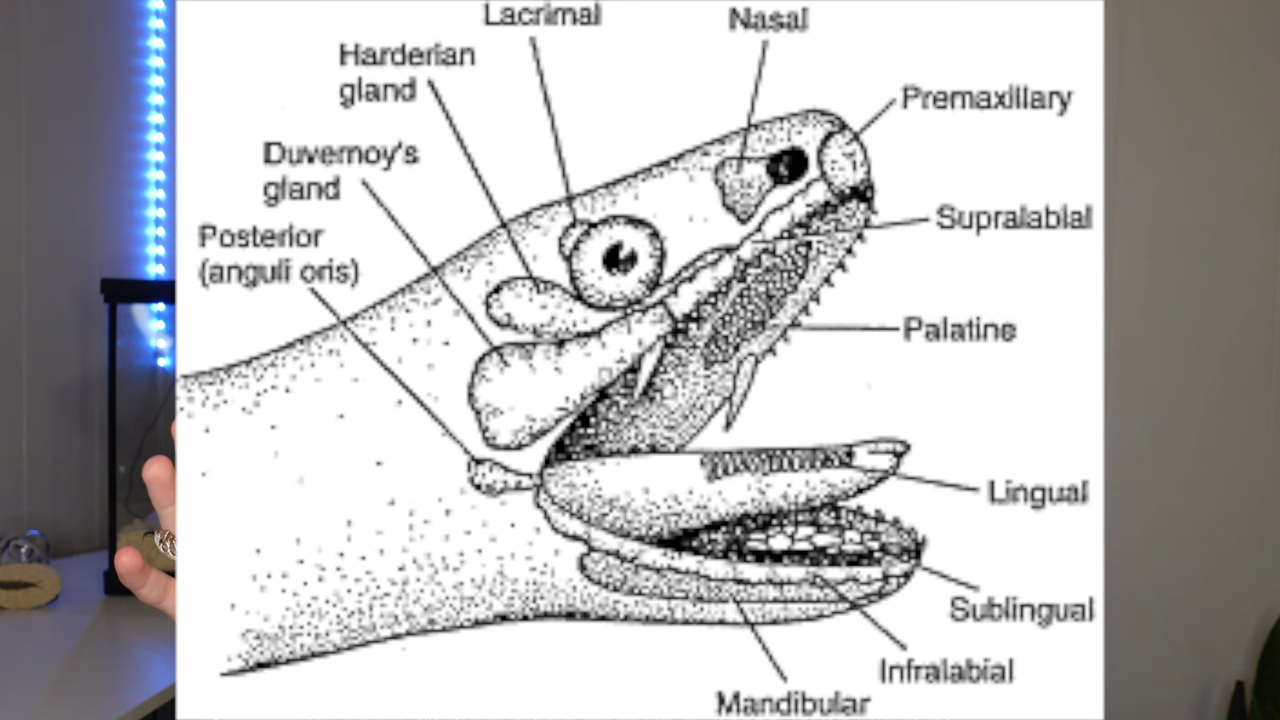 Lacrimal
Nasal
Harderian
gland
Premaxillary
Duvernoy's
gland
Supralabial
Posterior
(anguli oris)
Palatine
Lingual
Sublingual
Infralabial
Mandibular